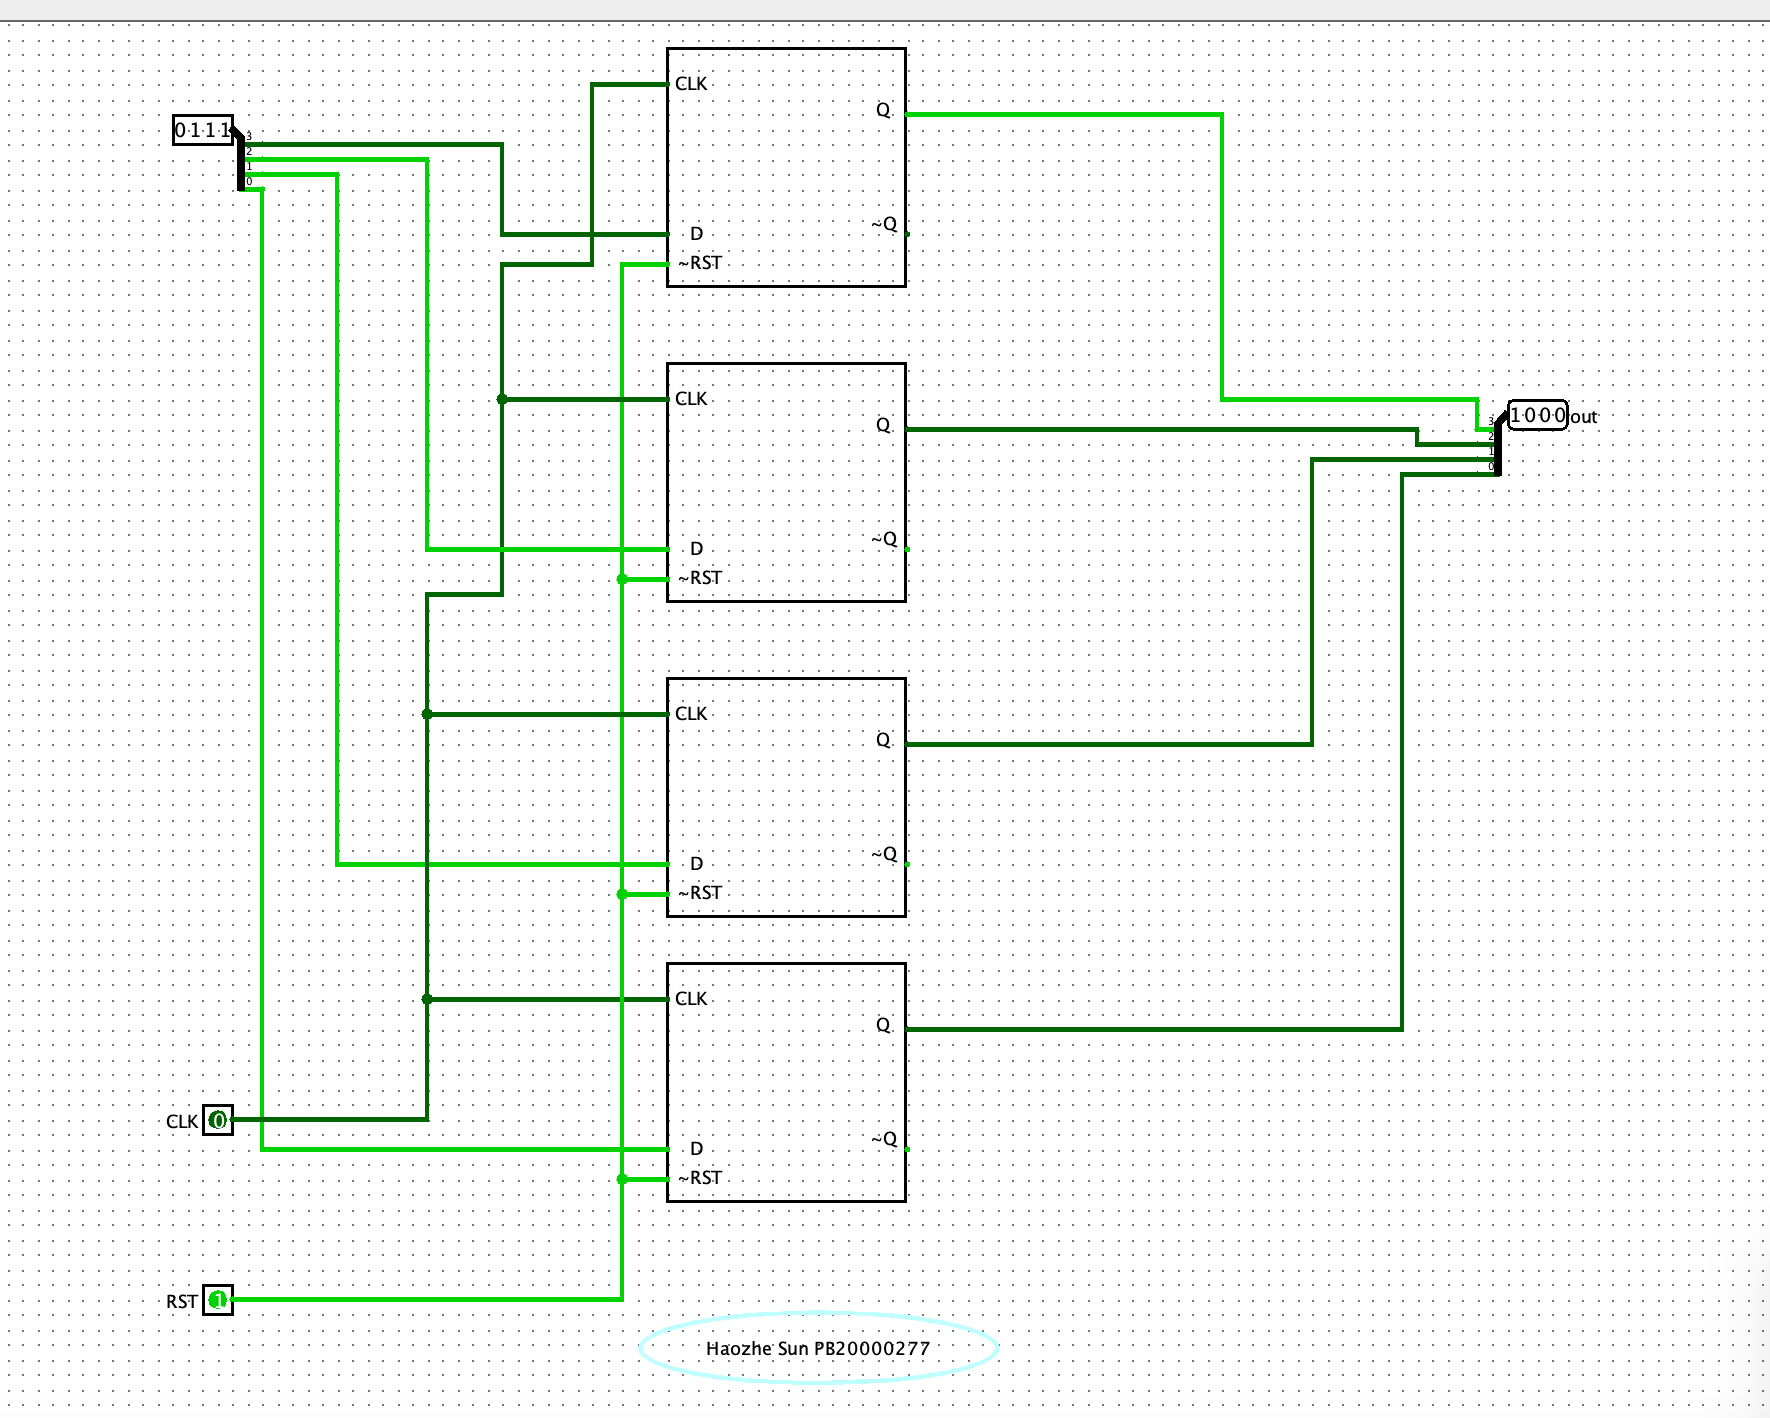 CLK
Q
0111
3
2
1
0
~Q
D
~RST
CLK
Q
1000 out
3
2
1
0
~Q
D
~RST
CLK
Q
~Q
D
~RST
CLK
Q
CLK 0
~Q
D
~RST
RST 1
Haozhe Sun PB20000277